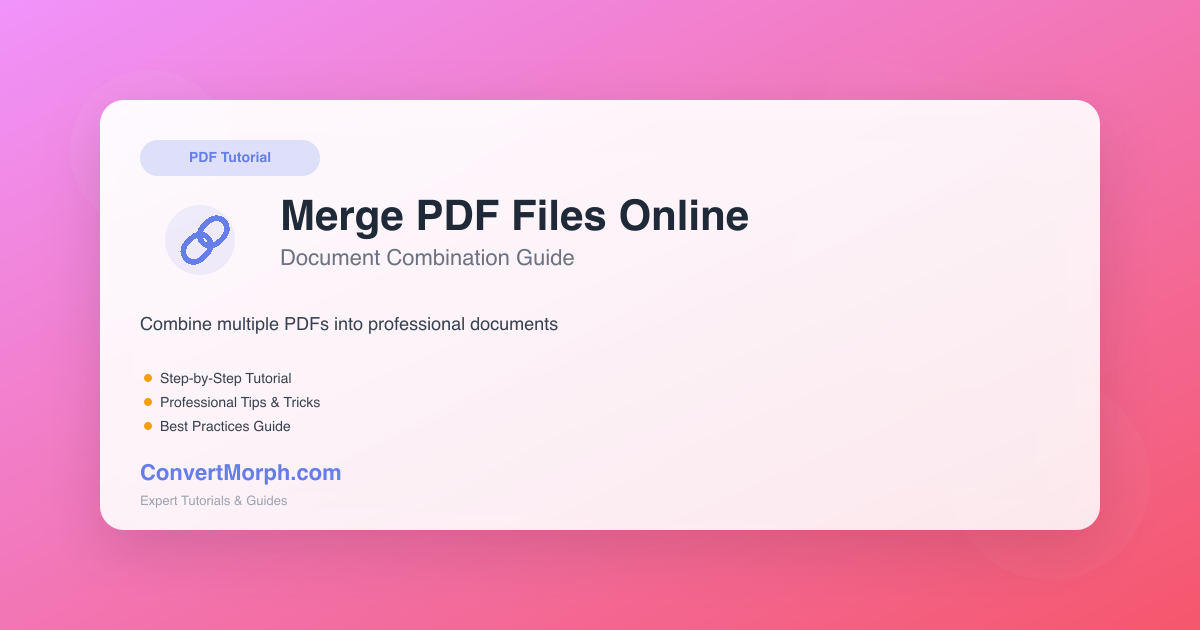 PDF Tutorial
Merge PDF Files Online
Document Combination Guide
Combine multiple PDFs into professional documents
Step-by-Step Tutorial
Professional Tips & Tricks
Best Practices Guide
ConvertMorph.com
Expert Tutorials & Guides